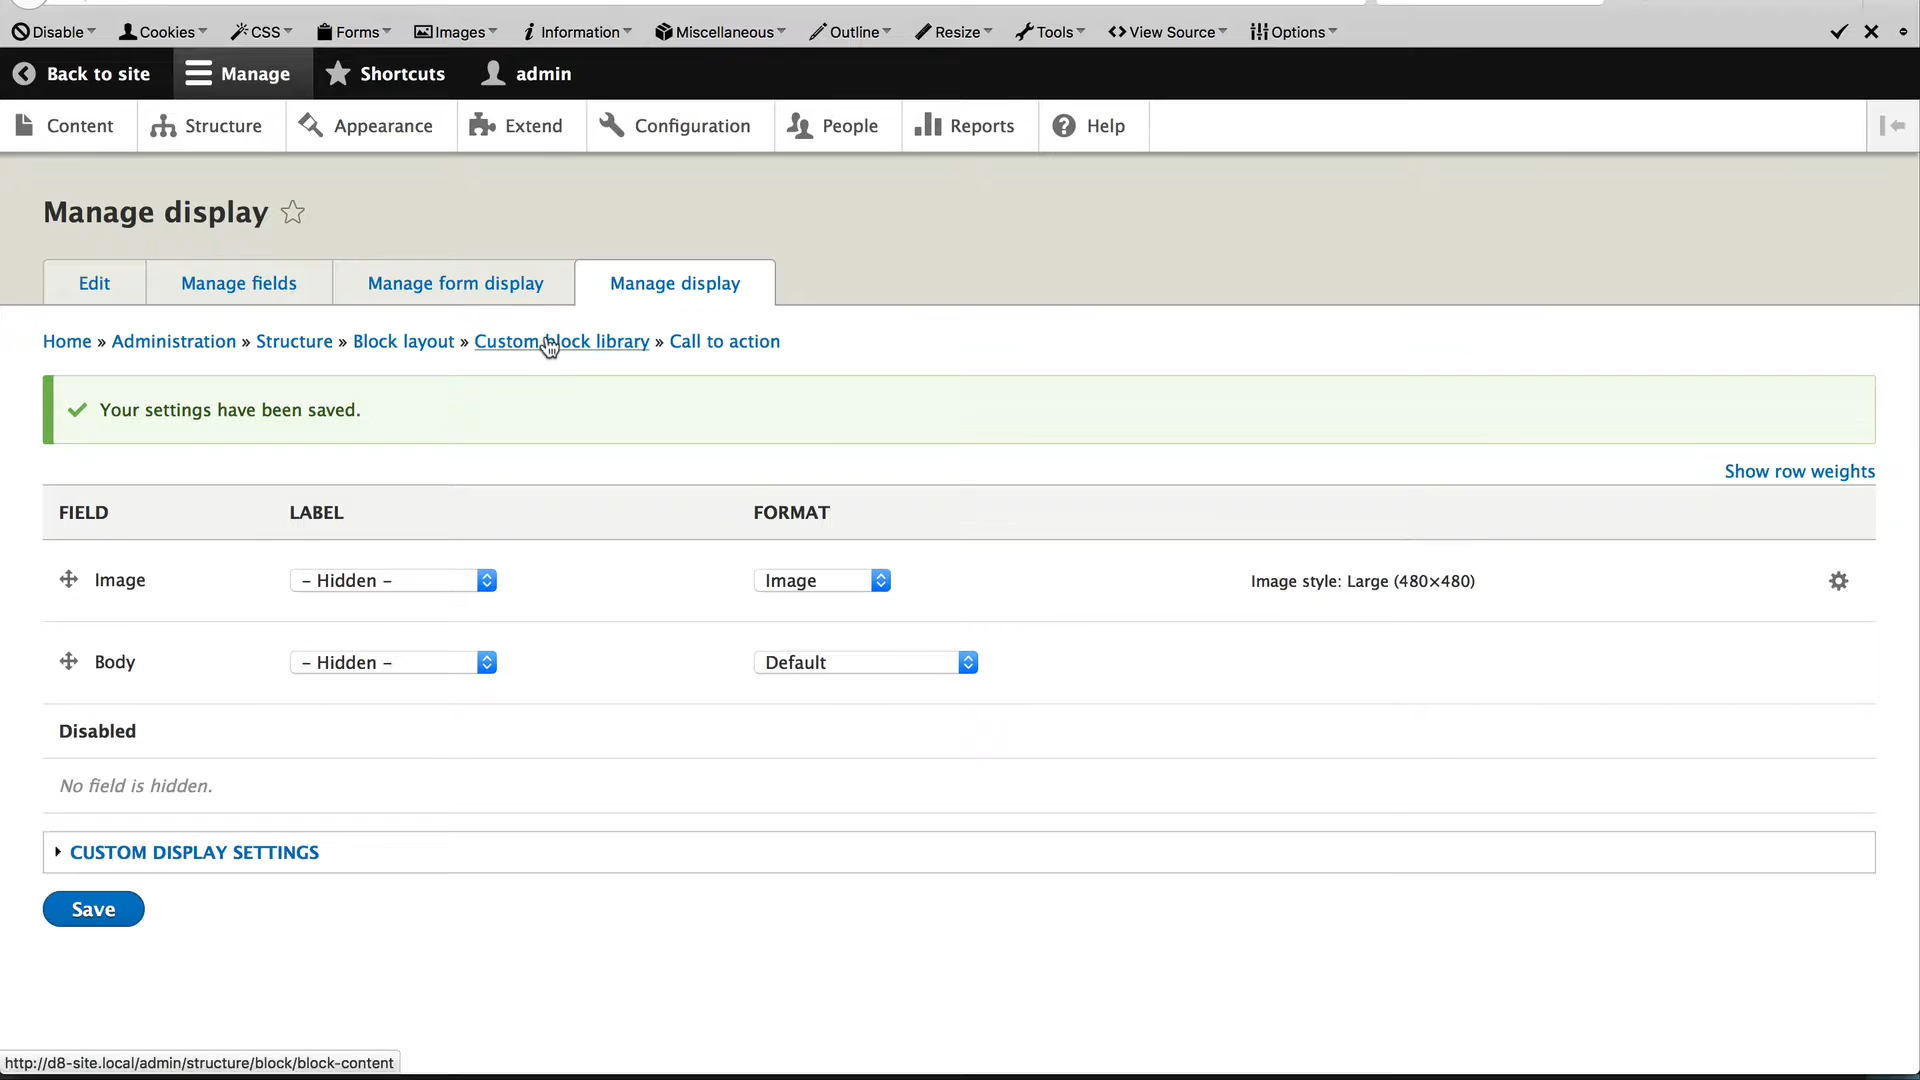 Disable Cookies CSS Forms Images Information Miscellaneous Outline Resize Tools View Source Options
Back to site Manage Shortcuts admin
Content Structure Appearance Extend Configuration People Reports Help
Manage display
Edit Manage fields Manage form display Manage display
Home » Administration » Structure » Block layout » Custom block library » Call to action
Your settings have been saved.
Show row weights
FIELD LABEL FORMAT
Image - Hidden - Image Image style: Large (480×480)
Body - Hidden - Default
Disabled
No field is hidden.
CUSTOM DISPLAY SETTINGS
Save
http://d8-site.local/admin/structure/block/block-content